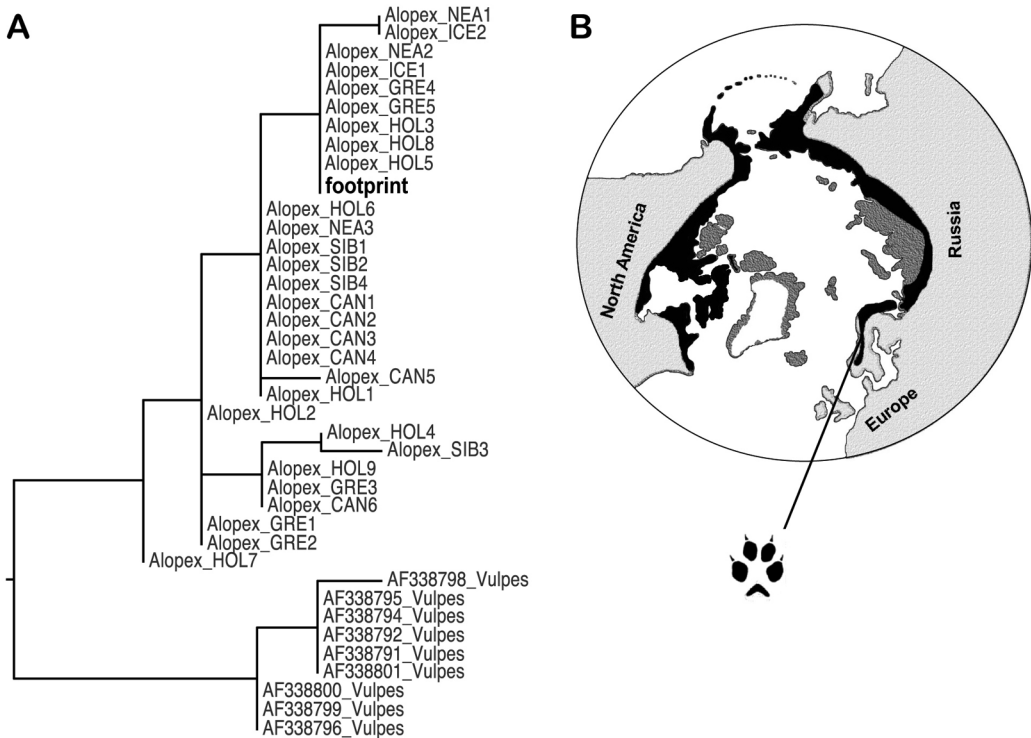 A
Alopex_NEA1
Alopex_ICE2
Alopex_NEA2
Alopex_ICE1
Alopex_GRE4
Alopex_GRE5
Alopex_HOL3
Alopex_HOL8
Alopex_HOL5
footprint
Alopex_HOL6
Alopex_NEA3
Alopex_SIB1
Alopex_SIB2
Alopex_SIB4
Alopex_CAN1
Alopex_CAN2
Alopex_CAN3
Alopex_CAN4
Alopex_CAN5
Alopex_HOL1
Alopex_HOL2
Alopex_HOL4
Alopex_SIB3
Alopex_HOL9
Alopex_GRE3
Alopex_CAN6
Alopex_GRE1
Alopex_GRE2
Alopex_HOL7
AF338798_Vulpes
AF338795_Vulpes
AF338794_Vulpes
AF338792_Vulpes
AF338791_Vulpes
AF338801_Vulpes
AF338800_Vulpes
AF338799_Vulpes
AF338796_Vulpes
B
North America
Russia
Europe